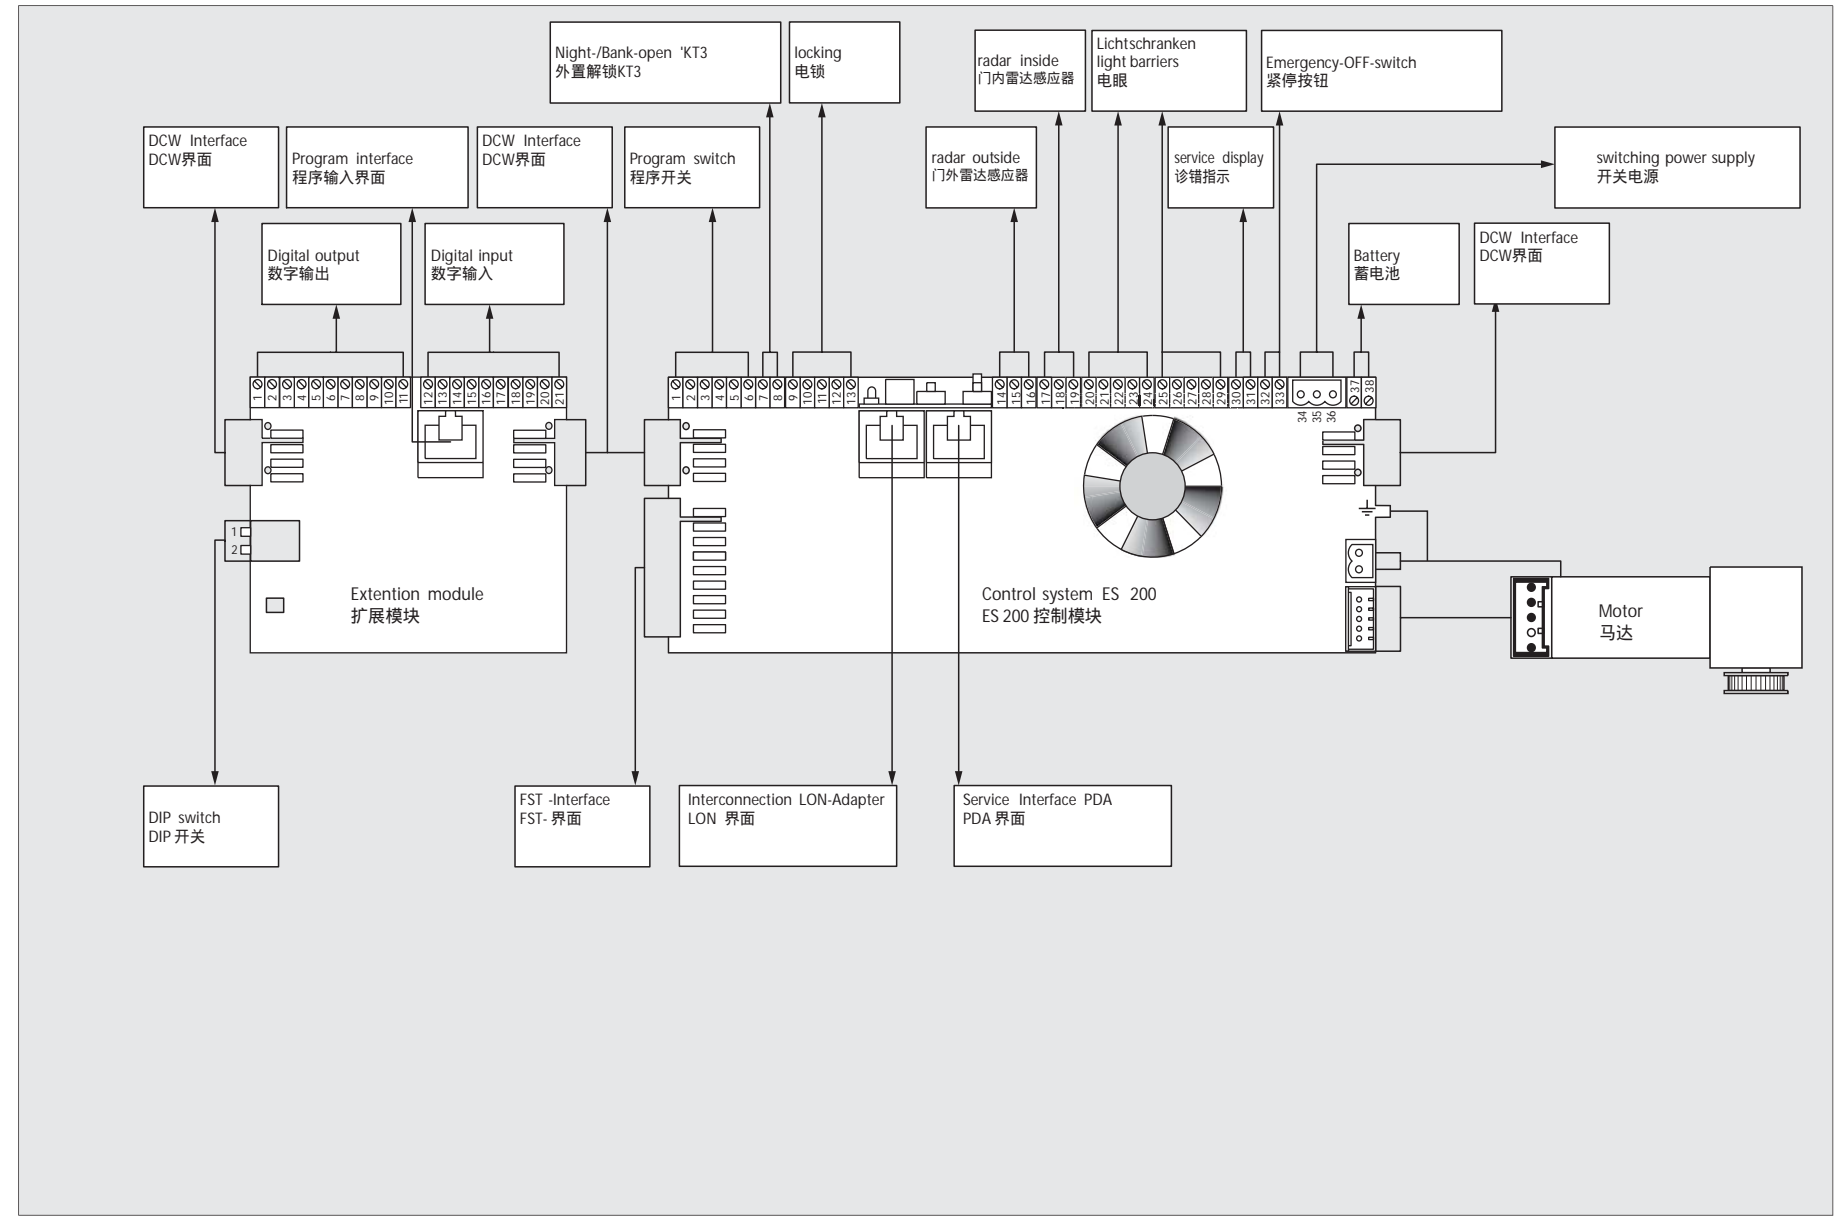 Night-/Bank-open 'KT3
外置解锁KT3
locking
电锁
radar inside
门内雷达感应器
Lichtschranken
light barriers
电眼
Emergency-OFF-switch
紧停按钮
DCW Interface
DCW界面
Program interface
程序输入界面
DCW Interface
DCW界面
Program switch
程序开关
radar outside
门外雷达感应器
service display
诊错指示
switching power supply
开关电源
Digital output
数字输出
Digital input
数字输入
Battery
蓄电池
DCW Interface
DCW界面
1 2 3 4 5 6 7 8 9 10 11 12 13 14 15 16 17 18 19 20 21
1 2 3 4 5 6 7 8 9 10 11 12 13 14 15 16 17 18 19 20 21 22 23 24 25 26 27 28 29 30 31 32 33 37 38
34 35 36
1
2
Extention module
扩展模块
Control system ES 200
ES 200 控制模块
Motor
马达
DIP switch
DIP 开关
FST -Interface
FST- 界面
Interconnection LON-Adapter
LON 界面
Service Interface PDA
PDA 界面